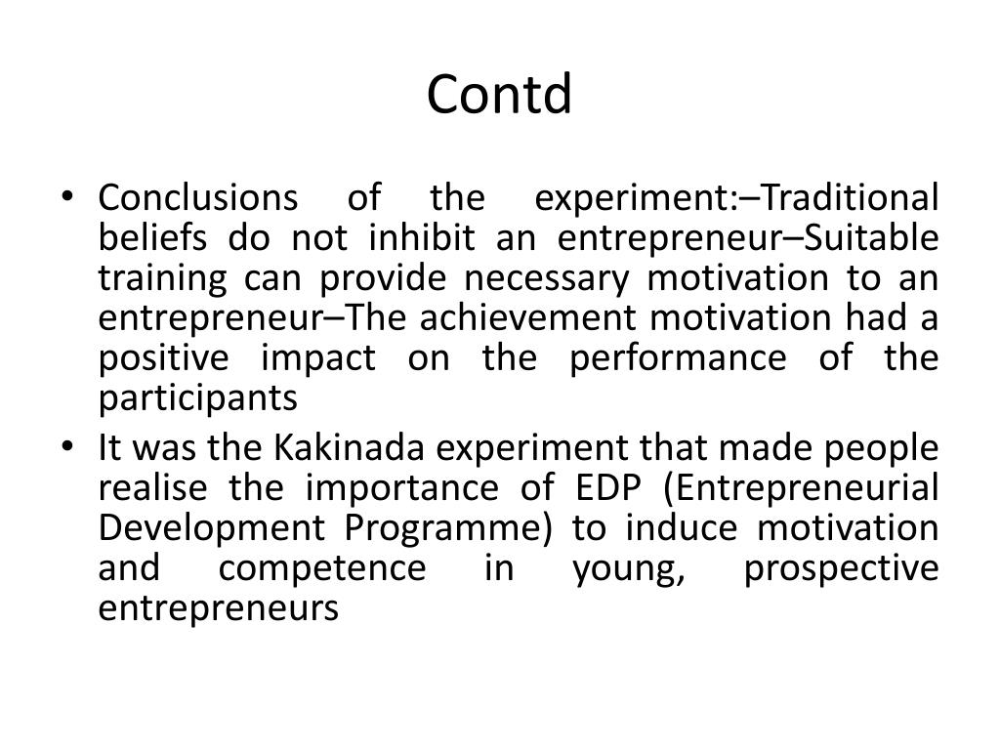 Contd
• Conclusions of the experiment:–Traditional
beliefs do not inhibit an entrepreneur–Suitable
training can provide necessary motivation to an
entrepreneur–The achievement motivation had a
positive impact on the performance of the
participants
• It was the Kakinada experiment that made people
realise the importance of EDP (Entrepreneurial
Development Programme) to induce motivation
and competence in young, prospective
entrepreneurs